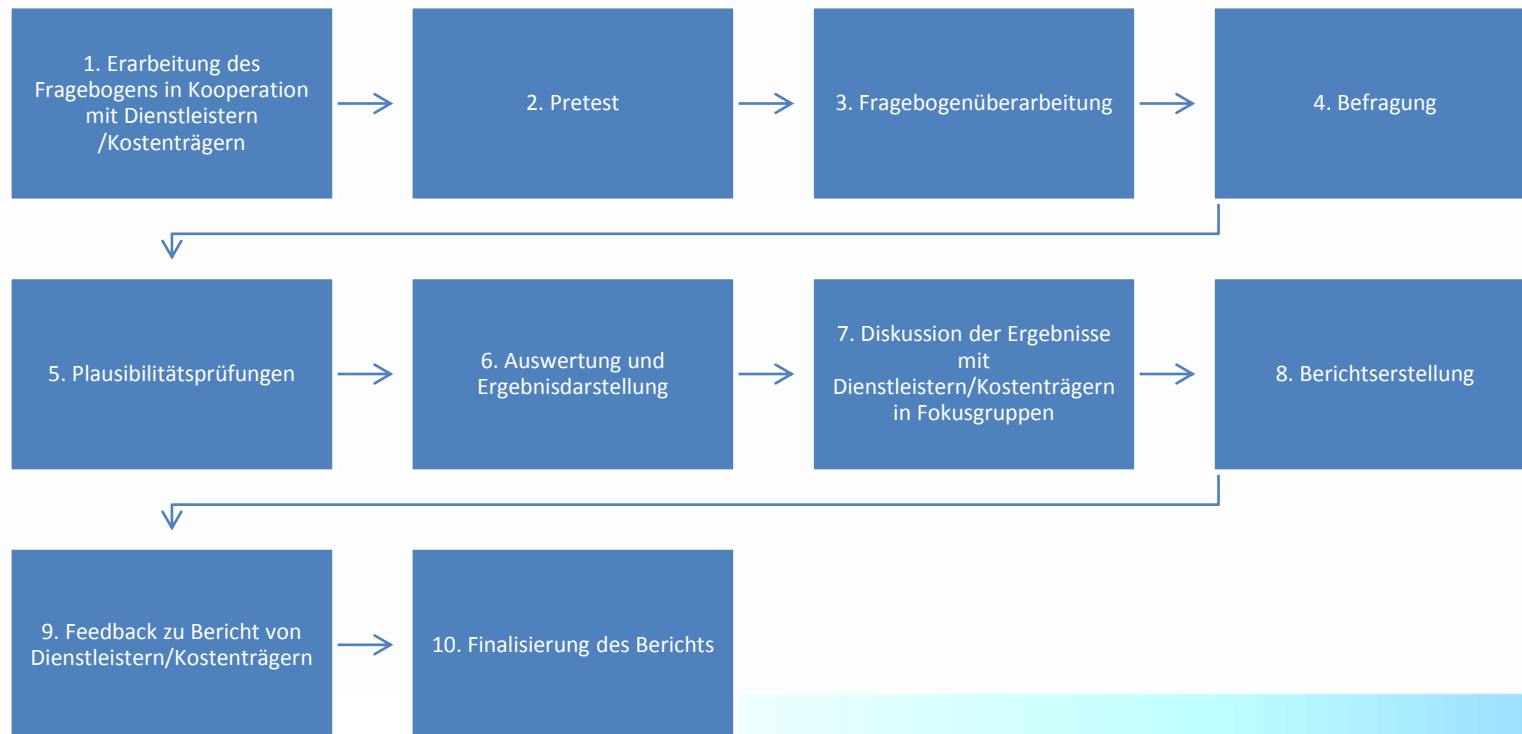 1. Erarbeitung des
Fragebogens in Kooperation
mit Dienstleistern
/Kostenträgern
2. Pretest
3. Fragebogenüberarbeitung
4. Befragung
5. Plausibilitätsprüfungen
6. Auswertung und
Ergebnisdarstellung
7. Diskussion der Ergebnisse
mit
Dienstleistern/Kostenträgern
in Fokusgruppen
8. Berichtserstellung
9. Feedback zu Bericht von
Dienstleistern/Kostenträgern
10. Finalisierung des Berichts